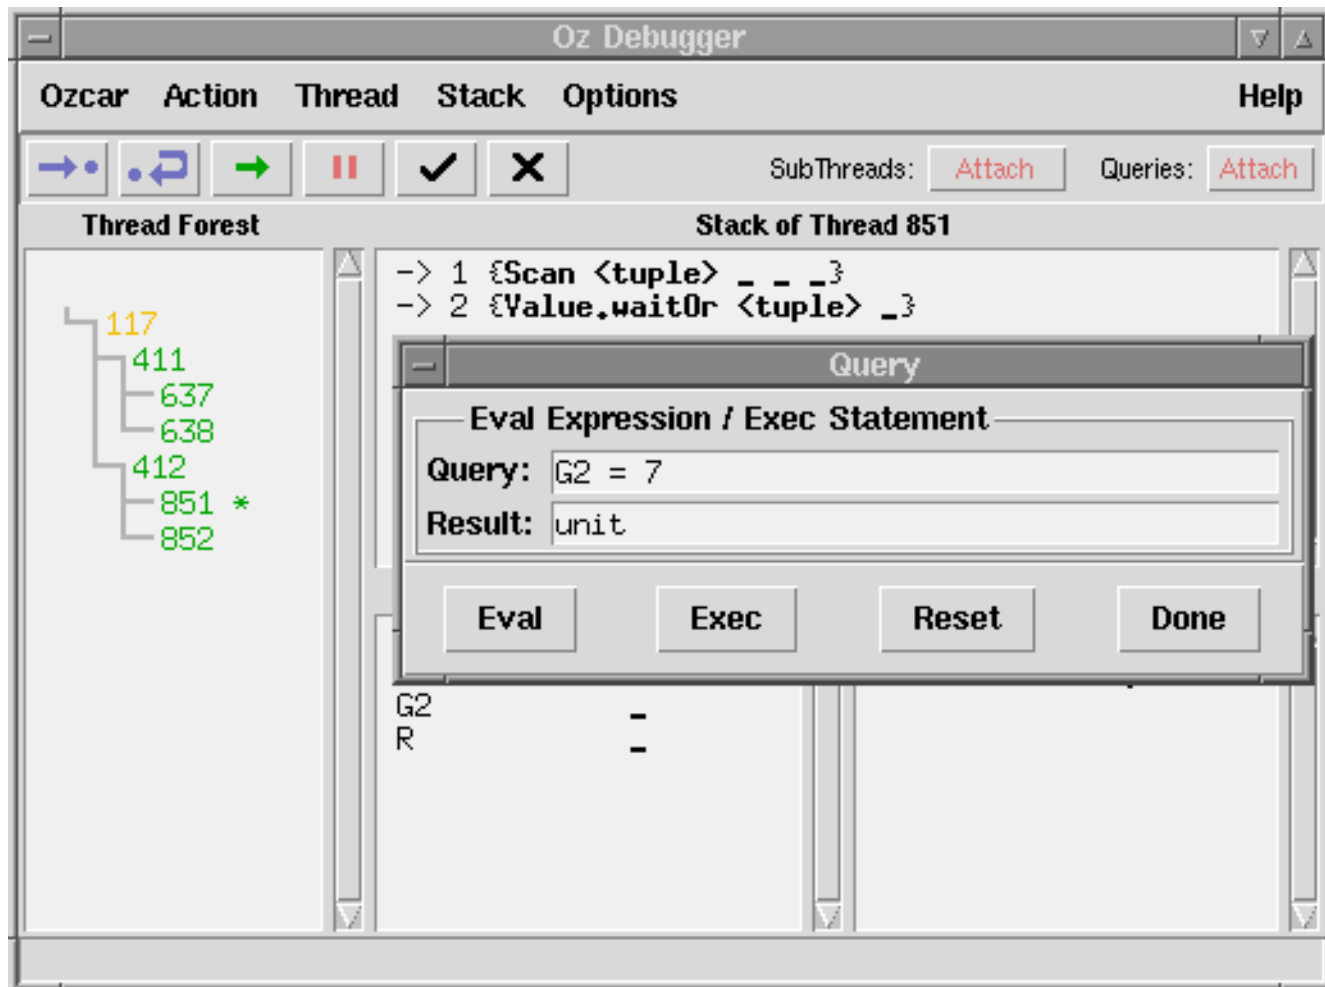 Oz Debugger
Ozcar Action Thread Stack Options Help
SubThreads: Attach Queries: Attach
Thread Forest
Stack of Thread 851
117
411
637
638
412
851 *
852
-> 1 {Scan <tuple> _ _ _}
-> 2 {Value.waitOr <tuple> _}
Query
Eval Expression / Exec Statement
Query: G2 = 7
Result: unit
Eval Exec Reset Done
G2 _
R _